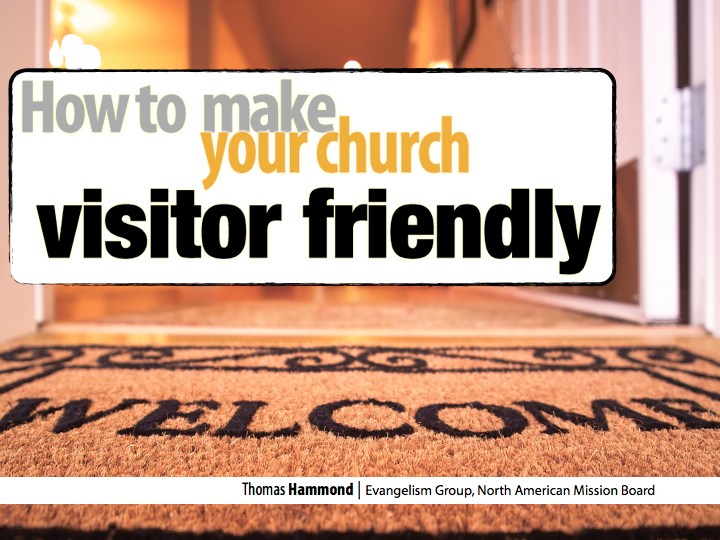 How to make
your church
visitor friendly
WELCOME
Thomas Hammond | Evangelism Group, North American Mission Board